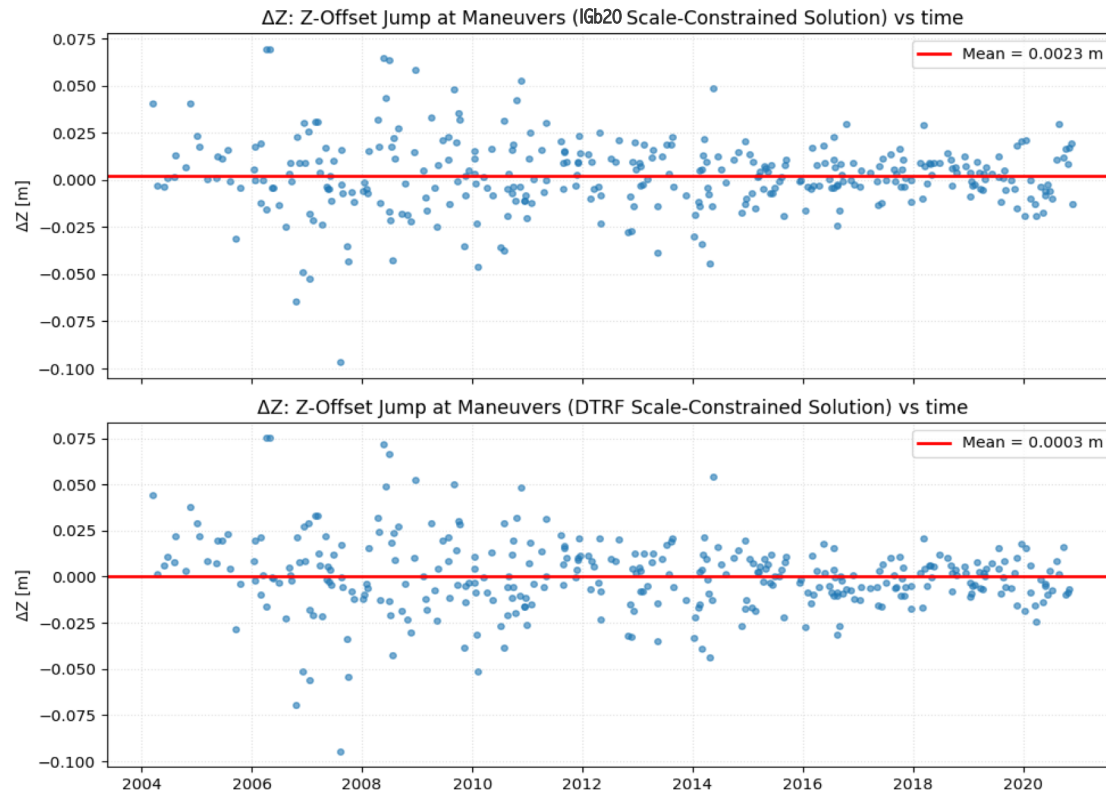 ΔZ: Z-Offset Jump at Maneuvers (IGb20 Scale-Constrained Solution) vs time
Mean = 0.0023 m
ΔZ [m]
0.075
0.050
0.025
0.000
−0.025
−0.050
−0.075
−0.100
ΔZ: Z-Offset Jump at Maneuvers (DTRF Scale-Constrained Solution) vs time
Mean = 0.0003 m
ΔZ [m]
0.075
0.050
0.025
0.000
−0.025
−0.050
−0.075
−0.100
2004 2006 2008 2010 2012 2014 2016 2018 2020